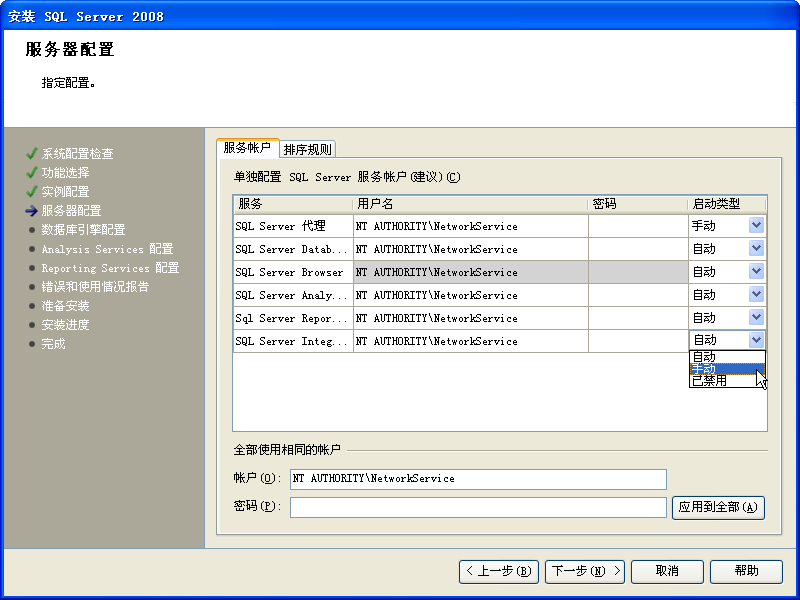 安装 SQL Server 2008
服务器配置
指定配置。
系统配置检查
功能选择
实例配置
服务器配置
数据库引擎配置
Analysis Services 配置
Reporting Services 配置
错误和使用情况报告
准备安装
安装进度
完成
服务帐户 排序规则
单独配置 SQL Server 服务帐户(建议)(C)
服务 用户名 密码 启动类型
SQL Server 代理 NT AUTHORITY\NetworkService 手动
SQL Server Datab... NT AUTHORITY\NetworkService 自动
SQL Server Browser NT AUTHORITY\NetworkService 自动
SQL Server Analy... NT AUTHORITY\NetworkService 自动
Sql Server Repor... NT AUTHORITY\NetworkService 自动
SQL Server Integ... NT AUTHORITY\NetworkService 自动
自动
手动
已禁用
全部使用相同的帐户
帐户(O): NT AUTHORITY\NetworkService
密码(P): 应用到全部(A)
< 上一步(B) 下一步(N) > 取消 帮助